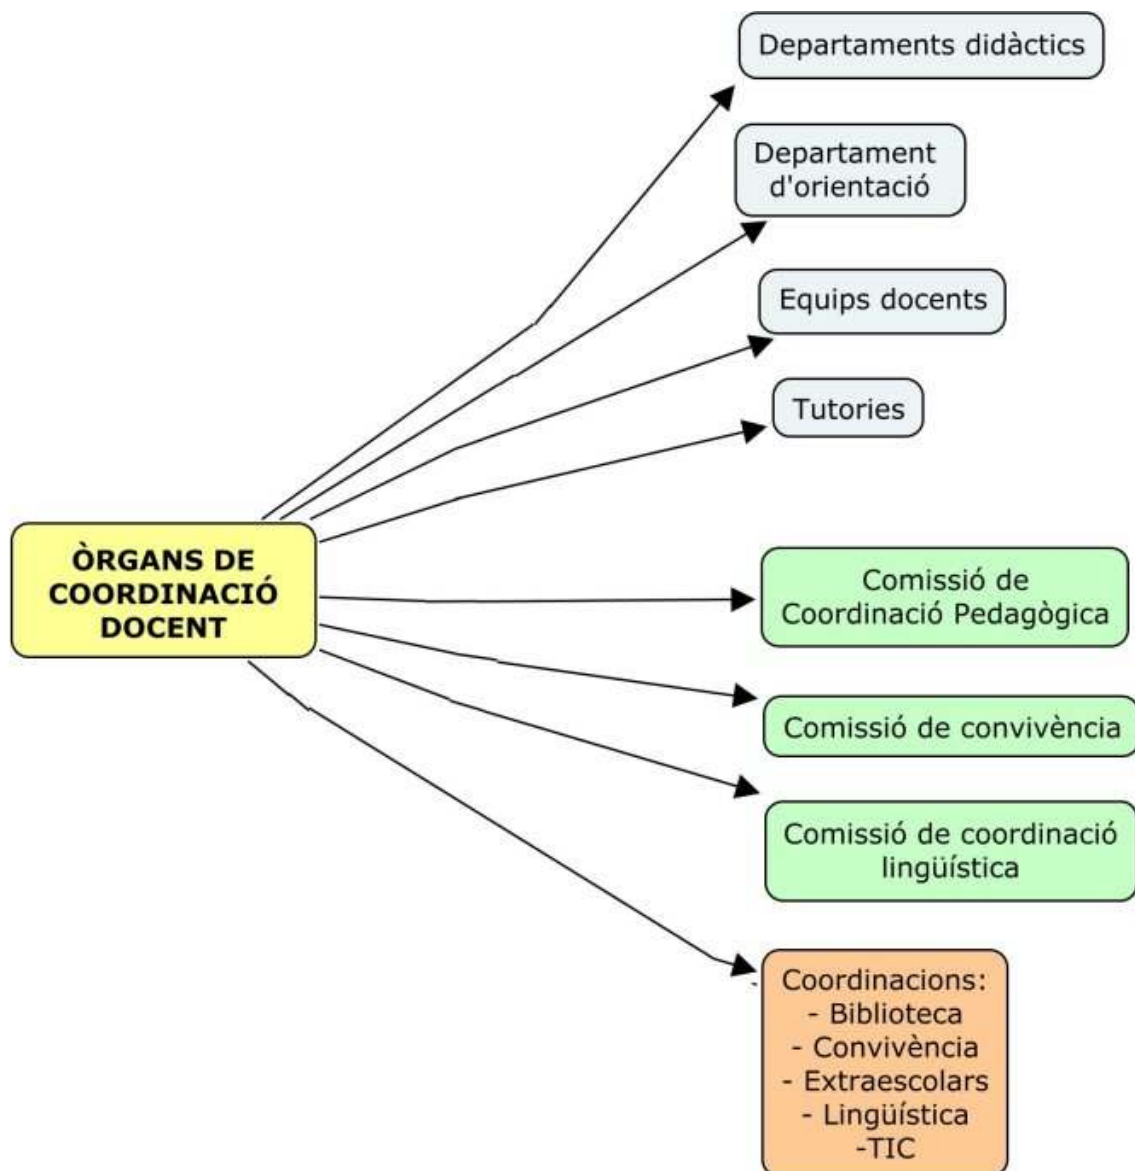 Departaments didàctics
Departament
d'orientació
Equips docents
Tutories
ÒRGANS DE
COORDINACIÓ
DOCENT
Comissió de
Coordinació Pedagògica
Comissió de convivència
Comissió de coordinació
lingüística
Coordinacions:
- Biblioteca
- Convivència
- Extraescolars
- Lingüística
-TIC